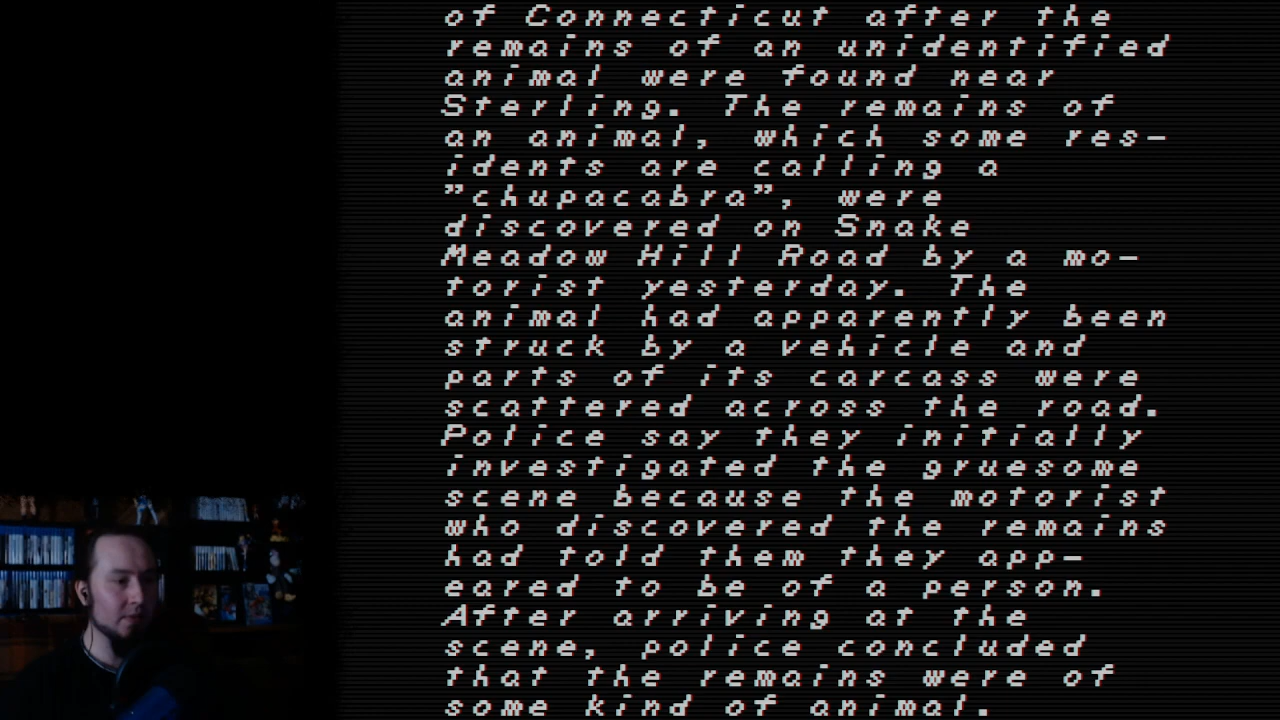 of Connecticut after the
remains of an unidentified
animal were found near
Sterling. The remains of
an animal, which some res-
idents are calling a
"chupacabra", were
discovered on Snake
Meadow Hill Road by a mo-
torist yesterday. The
animal had apparently been
struck by a vehicle and
parts of its carcass were
scattered across the road.
Police say they initially
investigated the gruesome
scene because the motorist
who discovered the remains
had told them they app-
eared to be of a person.
After arriving at the
scene, police concluded
that the remains were of
some kind of animal.